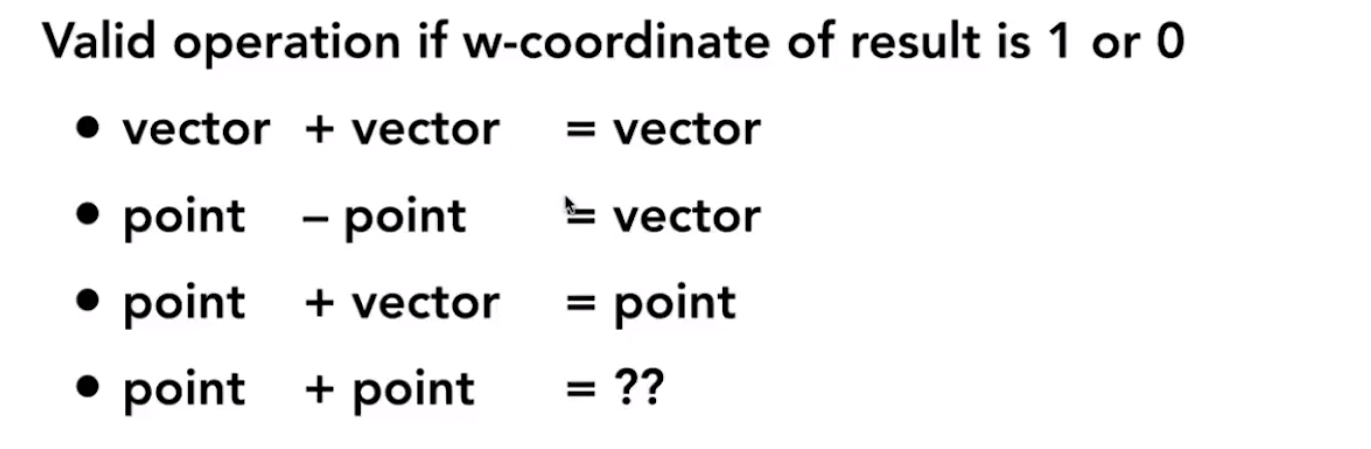 Valid operation if w-coordinate of result is 1 or 0
• vector + vector = vector
• point – point = vector
• point + vector = point
• point + point = ??